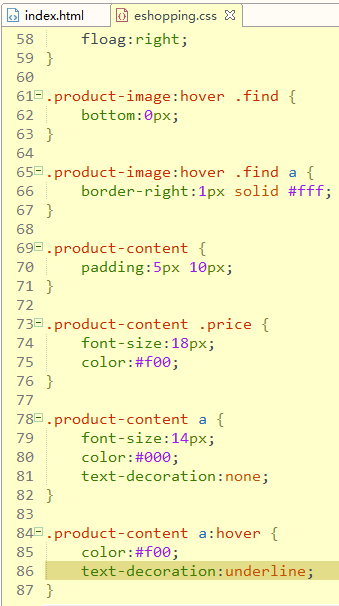 index.html eshopping.css
58 floag:right;
59 }
60
61 .product-image:hover .find {
62 bottom:0px;
63 }
64
65 .product-image:hover .find a {
66 border-right:1px solid #fff;
67 }
68
69 .product-content {
70 padding:5px 10px;
71 }
72
73 .product-content .price {
74 font-size:18px;
75 color:#f00;
76 }
77
78 .product-content a {
79 font-size:14px;
80 color:#000;
81 text-decoration:none;
82 }
83
84 .product-content a:hover {
85 color:#f00;
86 text-decoration:underline;
87 }